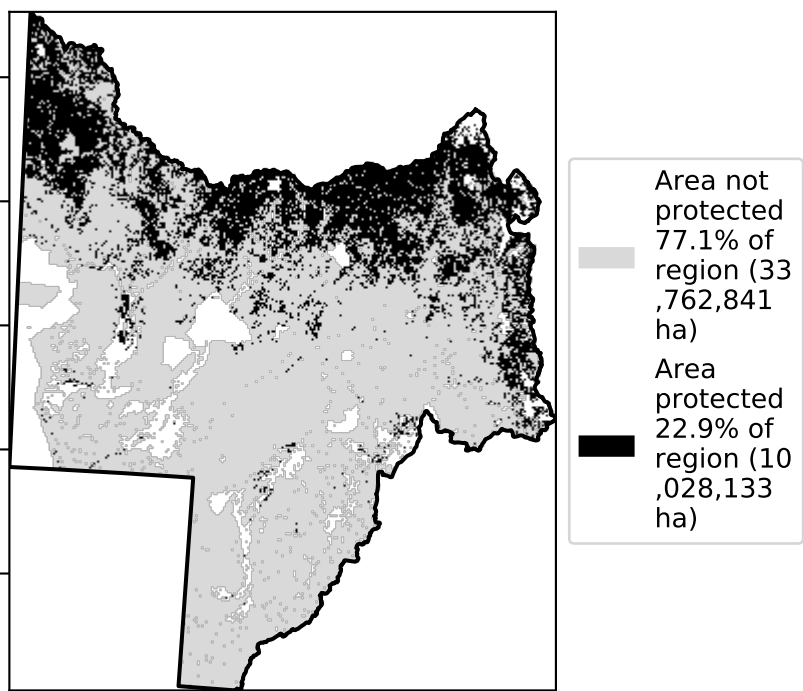 Area not
protected
77.1% of
region (33
,762,841
ha)
Area
protected
22.9% of
region (10
,028,133
ha)